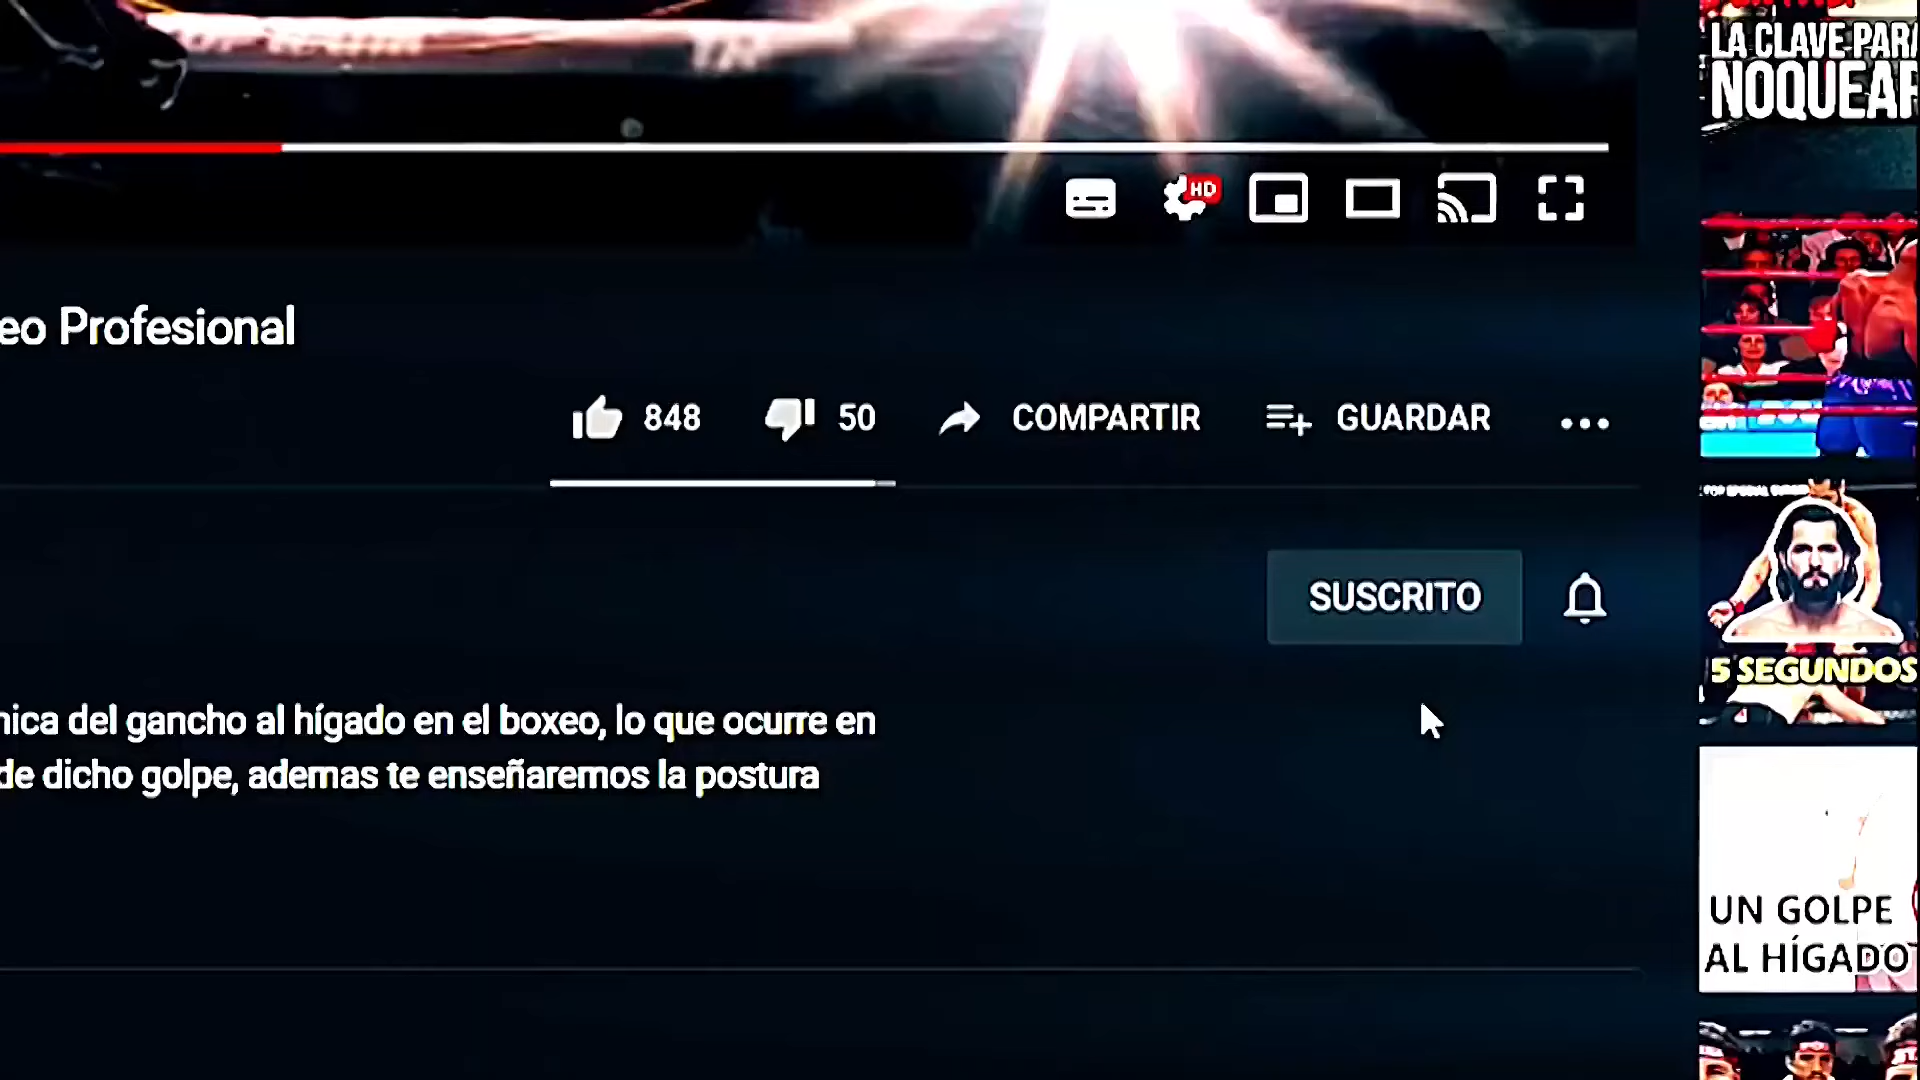 LA CLAVE PARA
NOQUEAR
HD
eo Profesional
848
50
COMPARTIR
GUARDAR
SUSCRITO
5 SEGUNDOS
nica del gancho al hígado en el boxeo, lo que ocurre en
de dicho golpe, ademas te enseñaremos la postura
UN GOLPE
AL HÍGADO